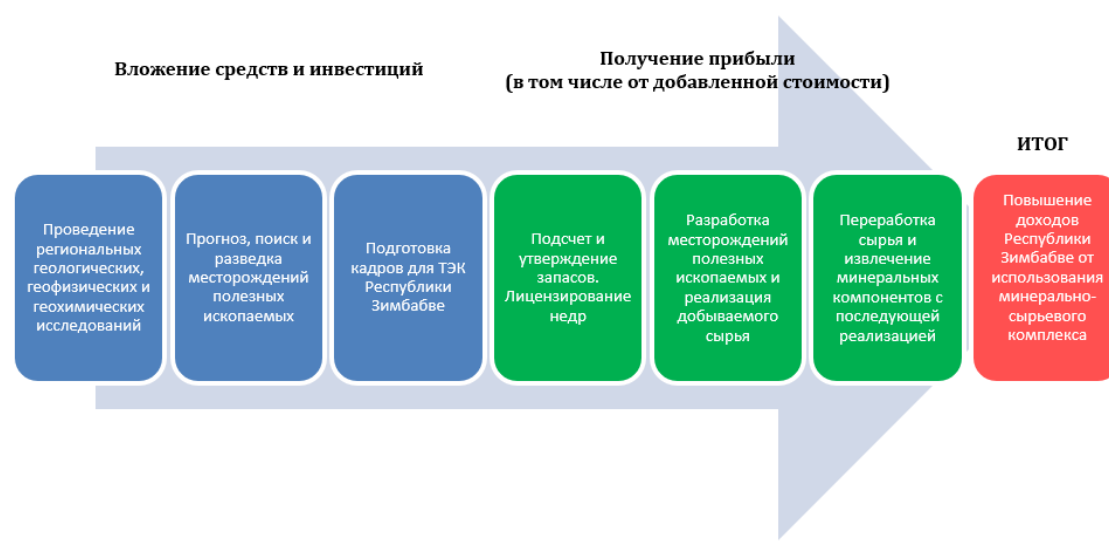 Вложение средств и инвестиций
Получение прибыли
(в том числе от добавленной стоимости)
ИТОГ
Проведение
региональных
геологических,
геофизических и
геохимических
исследований
Прогноз, поиск и
разведка
месторождений
полезных
ископаемых
Подготовка
кадров для ТЭК
Республики
Зимбабве
Подсчет и
утверждение
запасов.
Лицензирование
недр
Разработка
месторождений
полезных
ископаемых и
реализация
добываемого
сырья
Переработка
сырья и
извлечение
минеральных
компонентов с
последующей
реализацией
Повышение
доходов
Республики
Зимбабве от
использования
минерально-
сырьевого
комплекса